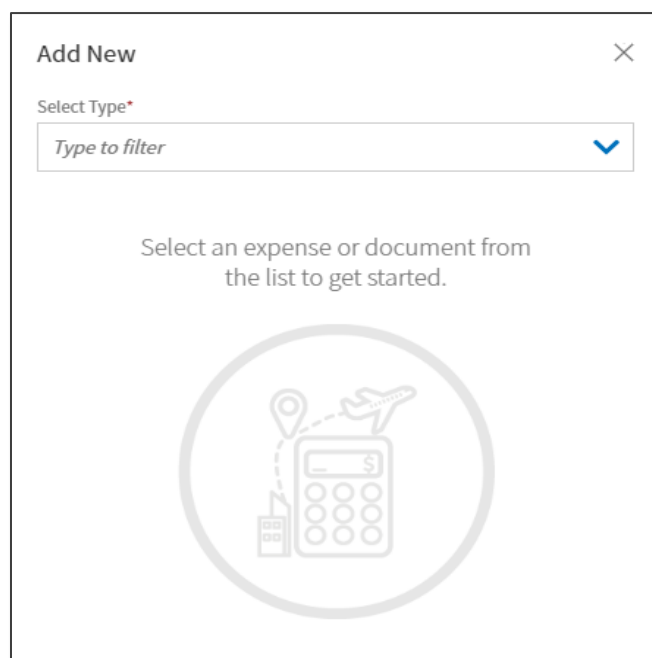 Add New
Select Type*
Type to filter
Select an expense or document from
the list to get started.
$